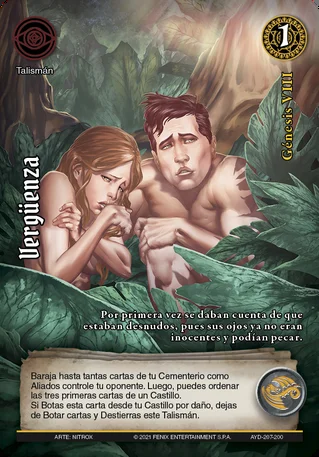 1
Talismán
Génesis VIII
Vergüenza
Por primera vez se daban cuenta de que
estaban desnudos, pues sus ojos ya no eran
inocentes y podían pecar.
Baraja hasta tantas cartas de tu Cementerio como
Aliados controle tu oponente. Luego, puedes ordenar
las tres primeras cartas de un Castillo.
Si Botas esta carta desde tu Castillo por daño, dejas
de Botar cartas y Destierras este Talismán.
ARTE: NITROX
© 2021 FENIX ENTERTAINMENT S.P.A.
AYD-267-200